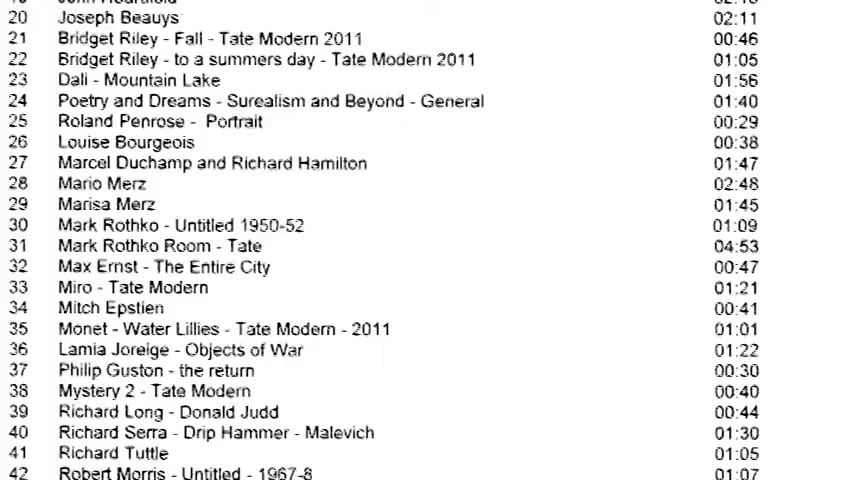 20 Joseph Beauys 02:11
21 Bridget Riley - Fall - Tate Modern 2011 00:46
22 Bridget Riley - to a summers day - Tate Modern 2011 01:05
23 Dali - Mountain Lake 01:56
24 Poetry and Dreams - Surealism and Beyond - General 01:40
25 Roland Penrose - Portrait 00:29
26 Louise Bourgeois 00:38
27 Marcel Duchamp and Richard Hamilton 01:47
28 Mario Merz 02:48
29 Marisa Merz 01:45
30 Mark Rothko - Untitled 1950-52 01:09
31 Mark Rothko Room - Tate 04:53
32 Max Ernst - The Entire City 00:47
33 Miro - Tate Modern 01:21
34 Mitch Epstien 00:41
35 Monet - Water Lillies - Tate Modern - 2011 01:01
36 Lamia Joreige - Objects of War 01:22
37 Philip Guston - the return 00:30
38 Mystery 2 - Tate Modern 00:40
39 Richard Long - Donald Judd 00:44
40 Richard Serra - Drip Hammer - Malevich 01:30
41 Richard Tuttle 01:05
42 Robert Morris - Untitled - 1967-8 01:07